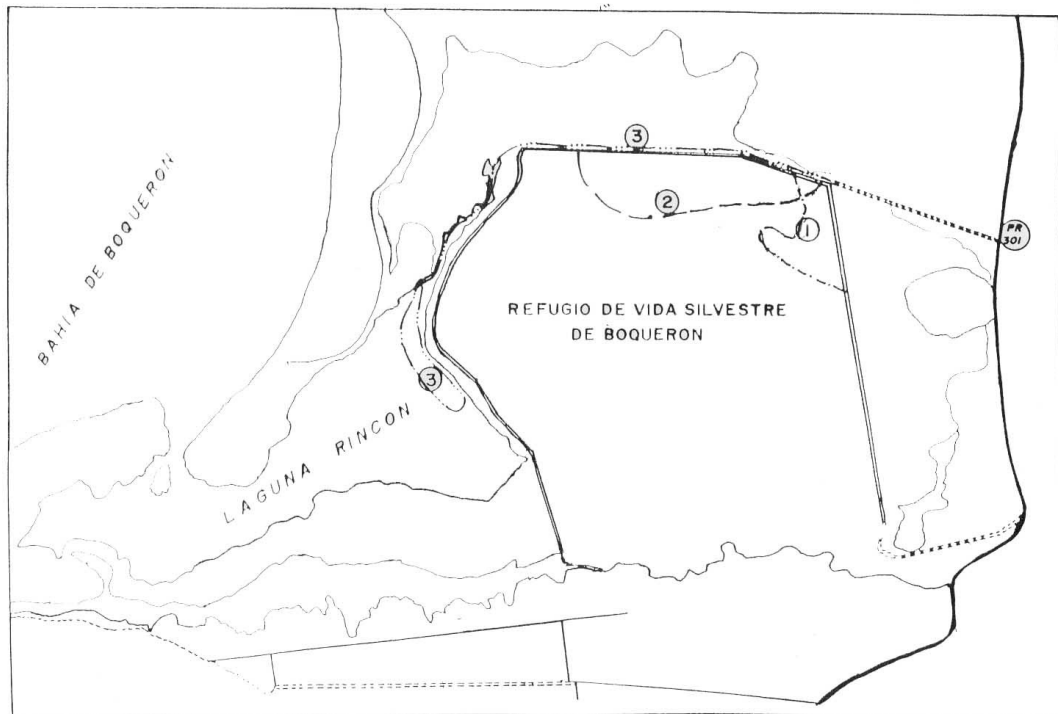 3
2
1
PR
301
BAHIA DE BOQUERON
REFUGIO DE VIDA SILVESTRE
DE BOQUERON
3
LAGUNA RINCON